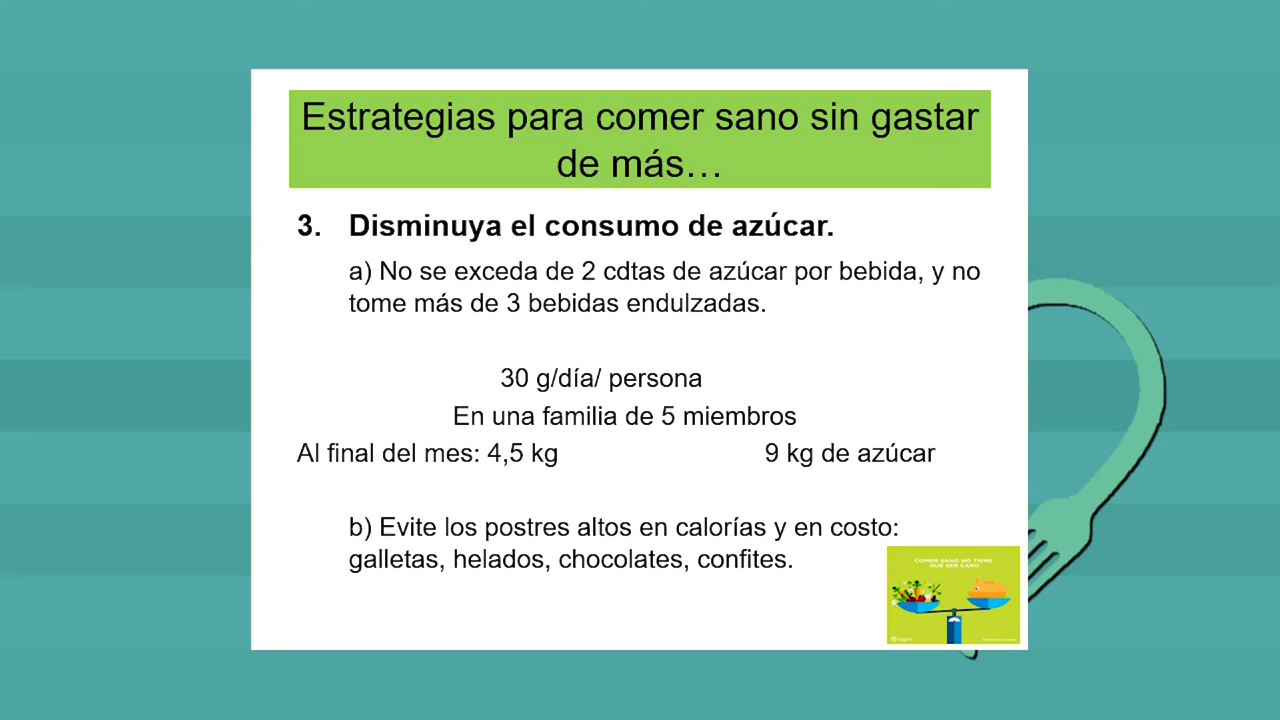 Estrategias para comer sano sin gastar
de más…
3. Disminuya el consumo de azúcar.
a) No se exceda de 2 cdtas de azúcar por bebida, y no
tome más de 3 bebidas endulzadas.
30 g/día/ persona
En una familia de 5 miembros
Al final del mes: 4,5 kg 9 kg de azúcar
b) Evite los postres altos en calorías y en costo:
galletas, helados, chocolates, confites.
COMER SANO NO TIENE
QUE SER CARO